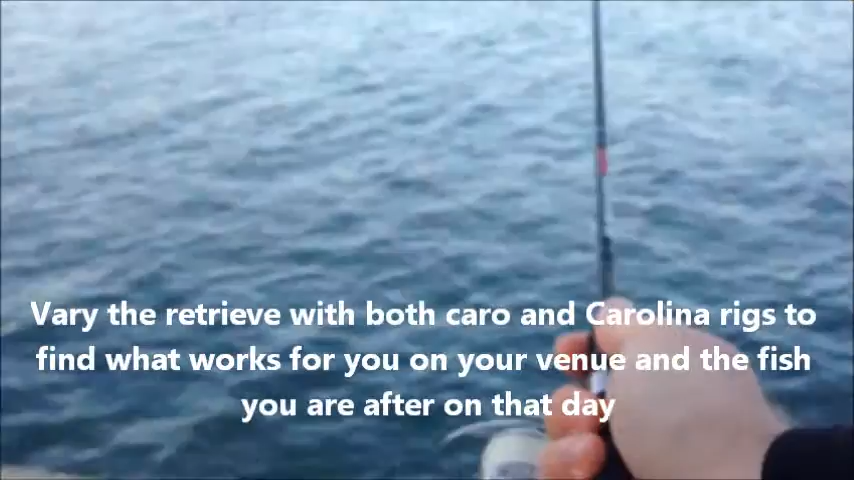 Vary the retrieve with both caro and Carolina rigs to
find what works for you on your venue and the fish
you are after on that day